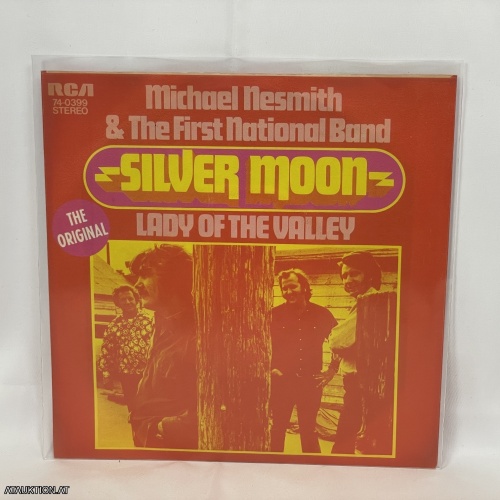 RCA
74-0399
STEREO
Michael Nesmith
& The First National Band
SILVER MOON
LADY OF THE VALLEY
THE
ORIGINAL
ATAUKTION.AT